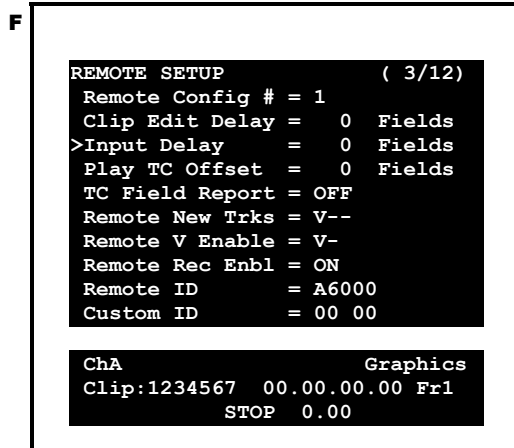 F
REMOTE SETUP ( 3/12)
Remote Config # = 1
Clip Edit Delay = 0 Fields
>Input Delay = 0 Fields
Play TC Offset = 0 Fields
TC Field Report = OFF
Remote New Trks = V--
Remote V Enable = V-
Remote Rec Enbl = ON
Remote ID = A6000
Custom ID = 00 00
ChA Graphics
Clip:1234567 00.00.00.00 Fr1
STOP 0.00